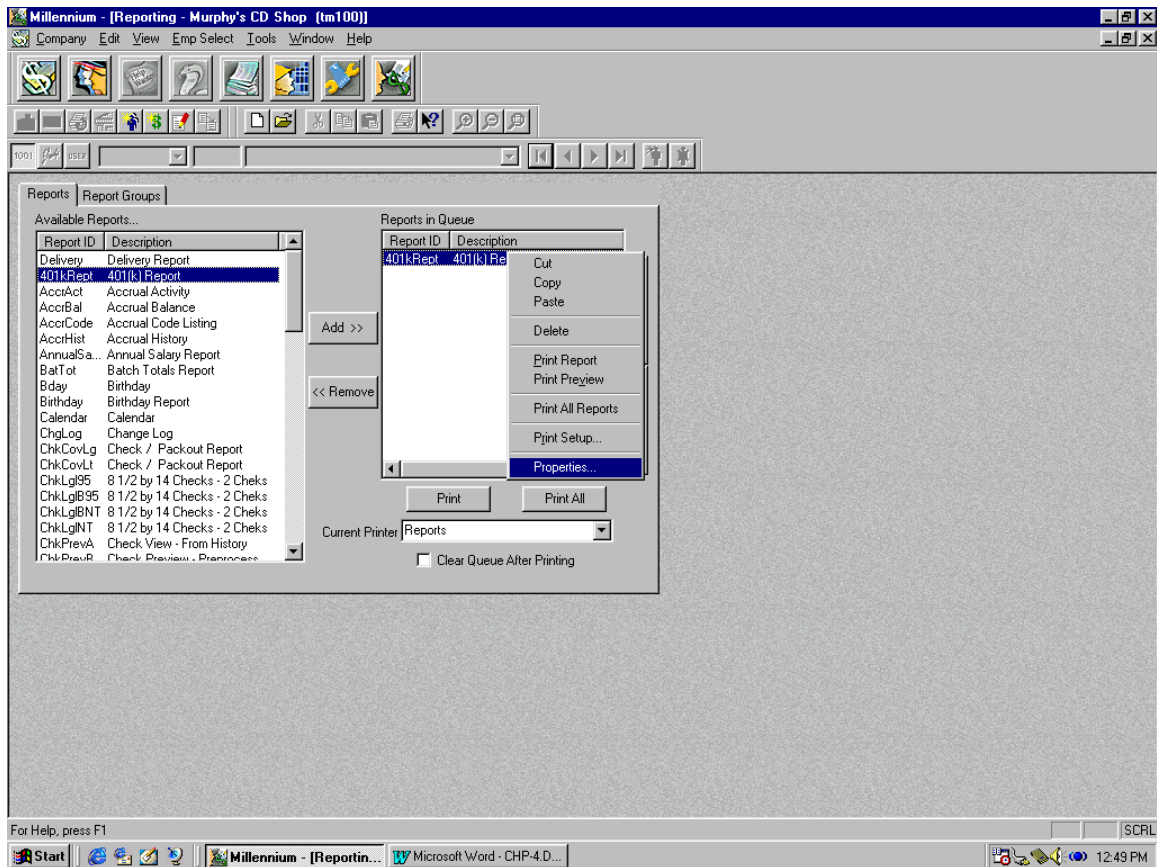 Millennium - [Reporting - Murphy's CD Shop (tm100)]
Company Edit View Emp Select Tools Window Help
1001 USER
Reports Report Groups
Available Reports...
Report ID Description
Delivery Delivery Report
401kRept 401(k) Report
AccrAct Accrual Activity
AccrBal Accrual Balance
AccrCode Accrual Code Listing
AccrHist Accrual History
AnnualSa... Annual Salary Report
BatTot Batch Totals Report
Bday Birthday
Birthday Birthday Report
Calendar Calendar
ChgLog Change Log
ChkCovLg Check / Packout Report
ChkCovLt Check / Packout Report
ChkLgl95 8 1/2 by 14 Checks - 2 Cheks
ChkLglB95 8 1/2 by 14 Checks - 2 Cheks
ChkLglBNT 8 1/2 by 14 Checks - 2 Cheks
ChkLglNT 8 1/2 by 14 Checks - 2 Cheks
ChkPrevA Check View - From History
ChkPrevB Check Preview - Preprocess
Add >>
<< Remove
Reports in Queue
Report ID Description
401kRept 401(k) Re
Cut
Copy
Paste
Delete
Print Report
Print Preview
Print All Reports
Print Setup...
Properties...
Print Print All
Current Printer Reports
Clear Queue After Printing
For Help, press F1 SCRL
Start Millennium - [Reportin... Microsoft Word - CHP-4.D... 12:49 PM